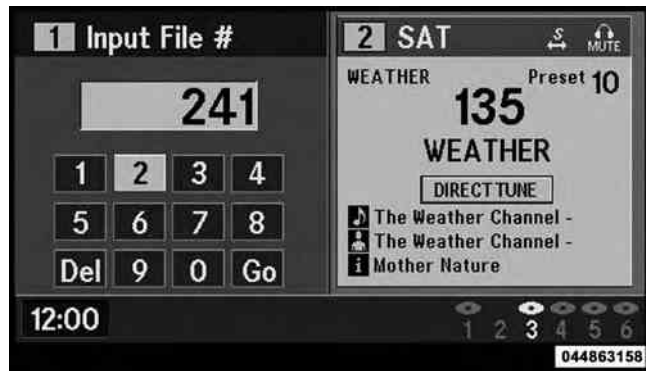 1 Input File #
241
1 2 3 4
5 6 7 8
Del 9 0 Go
2 SAT S MUTE
WEATHER Preset 10
135
WEATHER
DIRECT TUNE
The Weather Channel -
The Weather Channel -
i Mother Nature
12:00
1 2 3 4 5 6
044863158